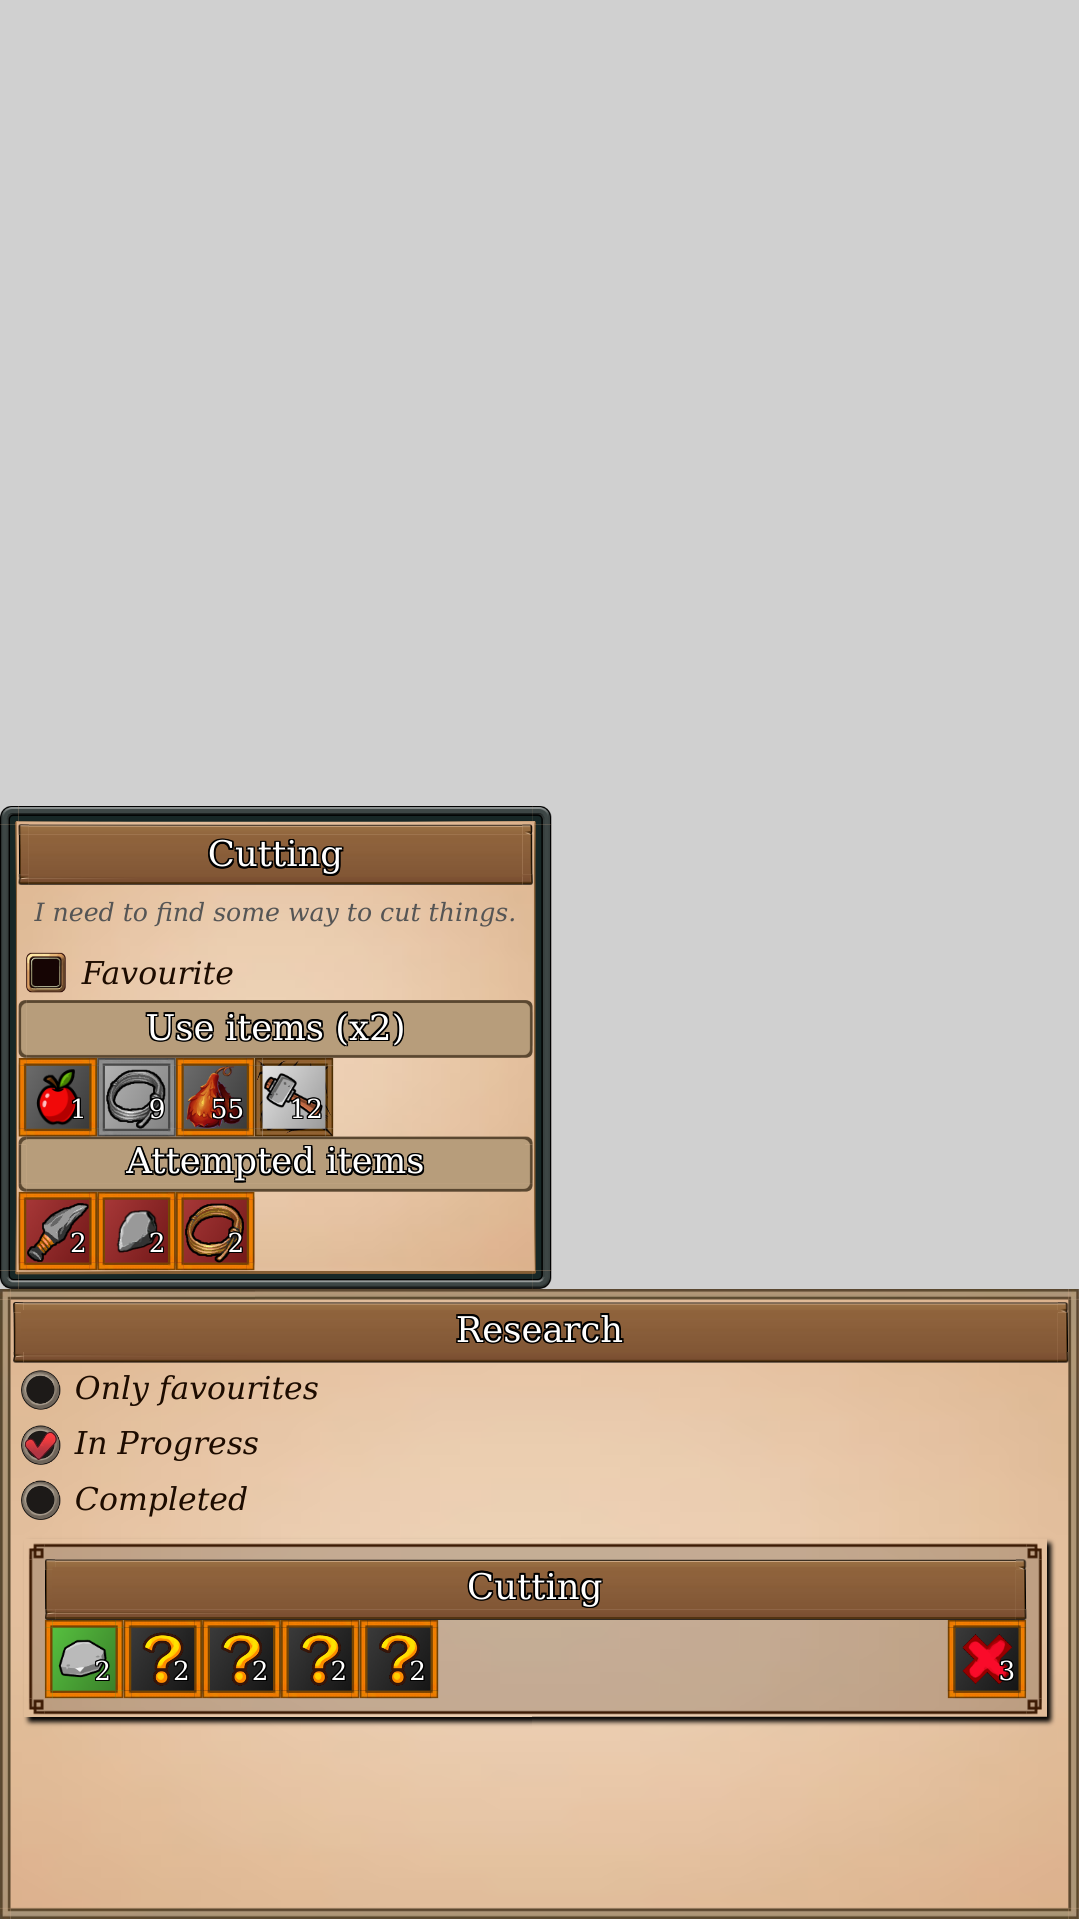 Cutting
I need to find some way to cut things.
Favourite
Use items (x2)
1 9 55 12
Attempted items
2 2 2
Research
Only favourites
In Progress
Completed
Cutting
2 ?2 ?2 ?2 ?2 3